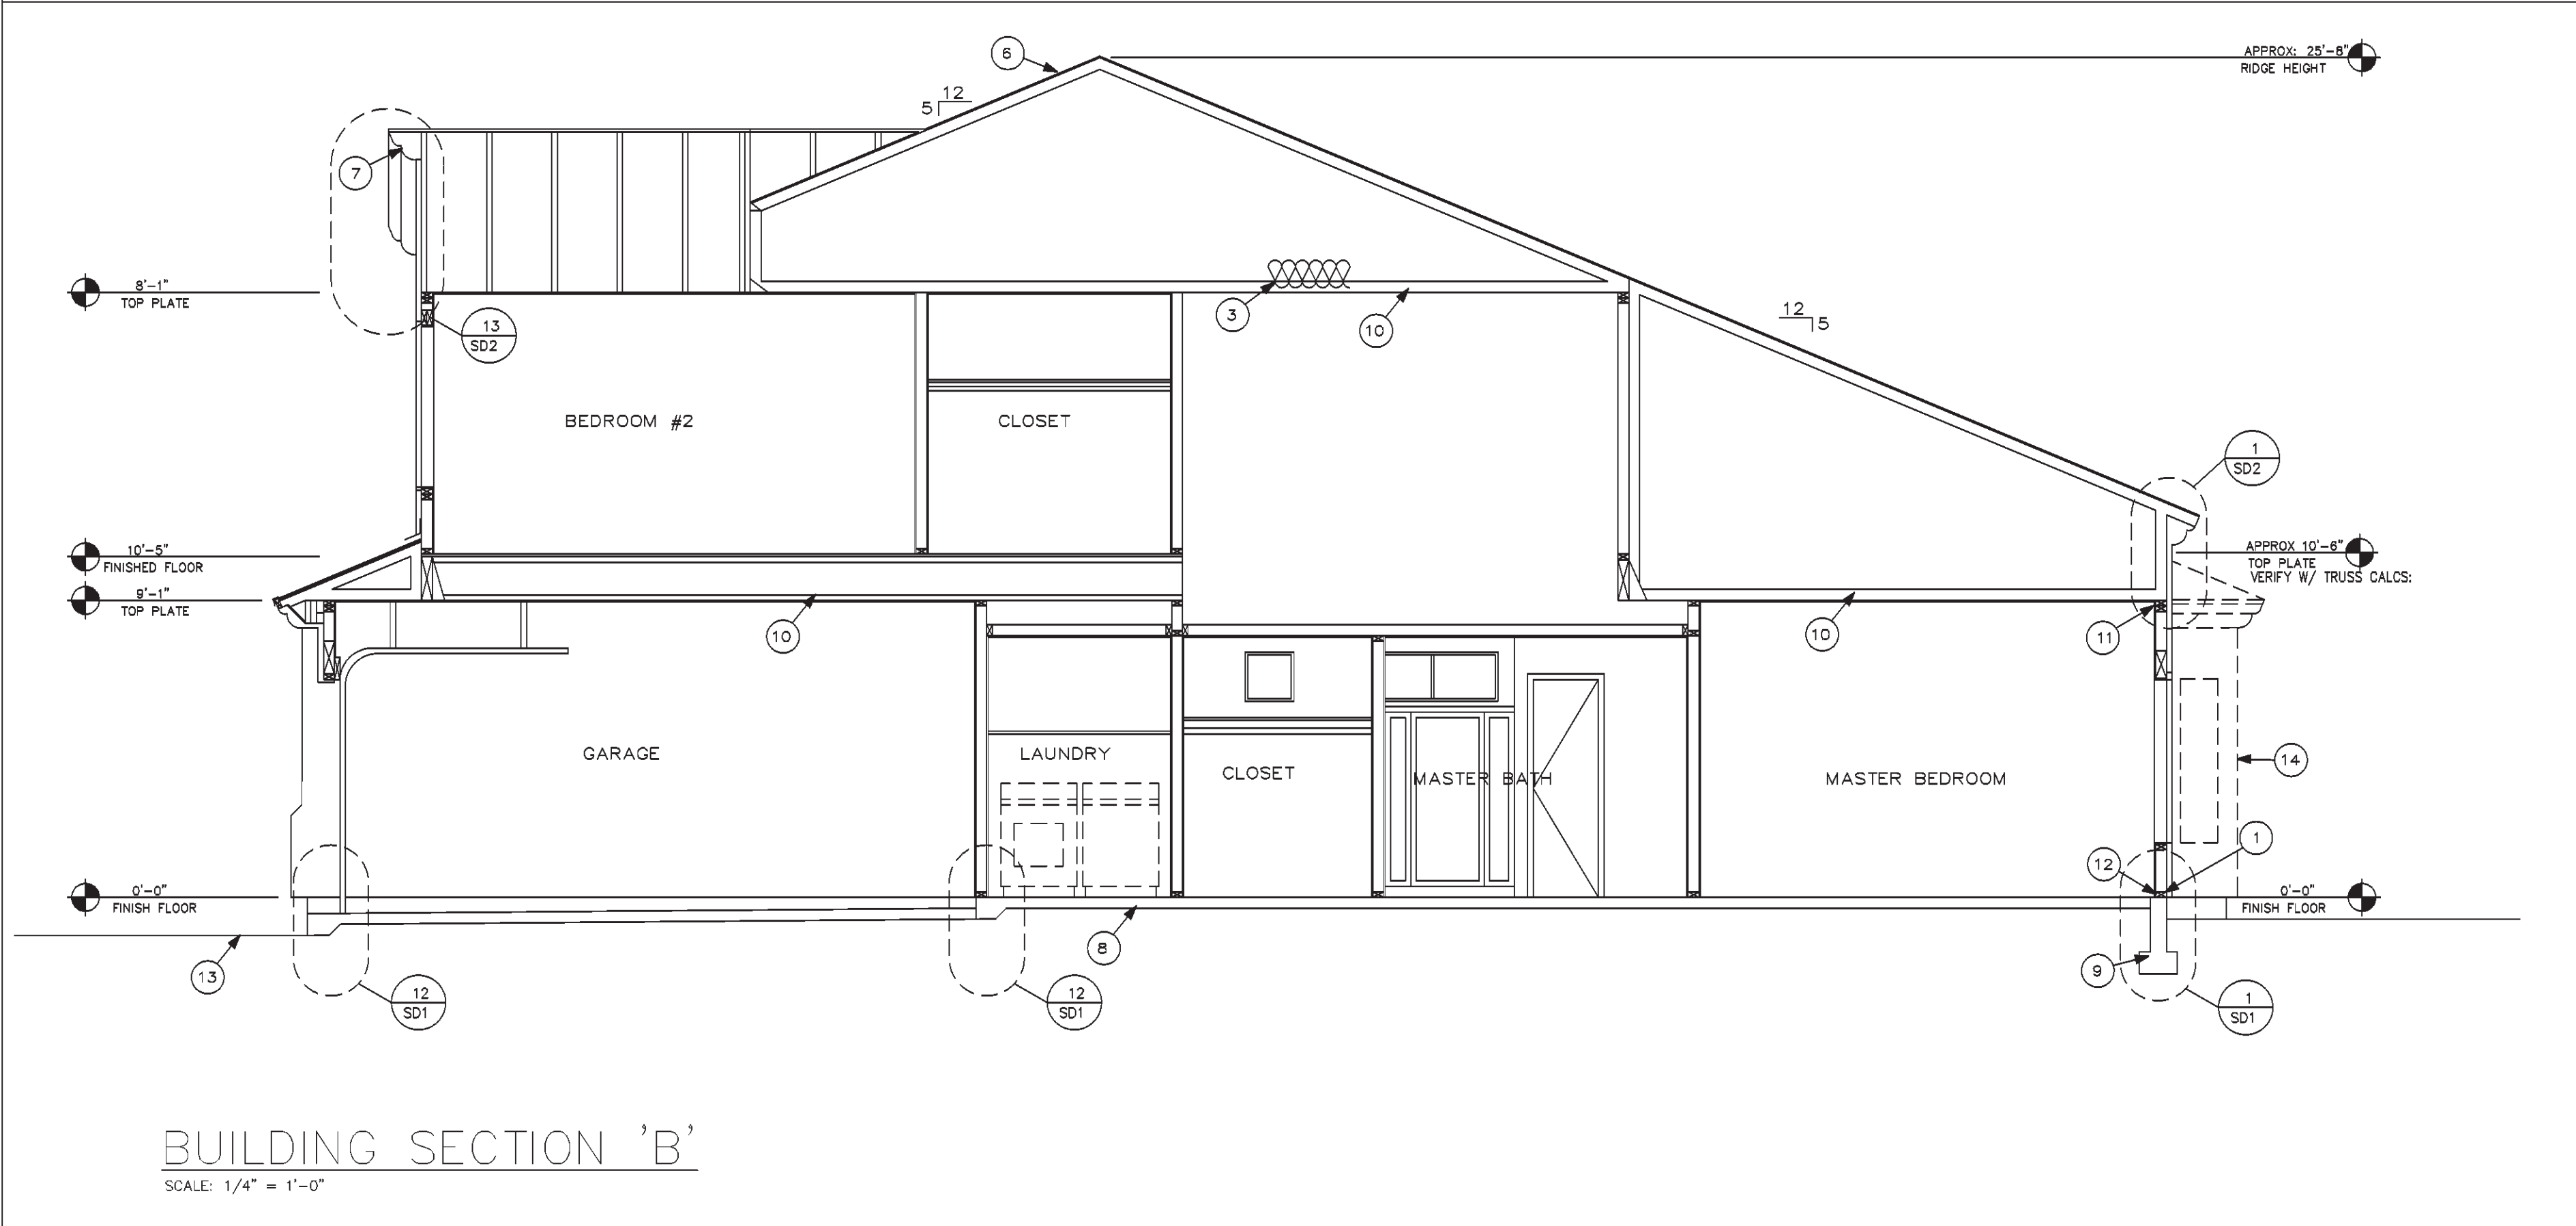 6
APPROX: 25'-8"
RIDGE HEIGHT
12
5
7
8'-1"
TOP PLATE
3
10
13
SD2
12
5
BEDROOM #2
CLOSET
1
SD2
10'-5"
FINISHED FLOOR
APPROX 10'-6"
TOP PLATE
VERIFY W/ TRUSS CALCS:
9'-1"
TOP PLATE
10
10
11
GARAGE
LAUNDRY
CLOSET
MASTER BATH
MASTER BEDROOM
14
1
12
0'-0"
FINISH FLOOR
0'-0"
FINISH FLOOR
8
13
9
12
SD1
12
SD1
1
SD1
BUILDING SECTION 'B'
SCALE: 1/4" = 1'-0"